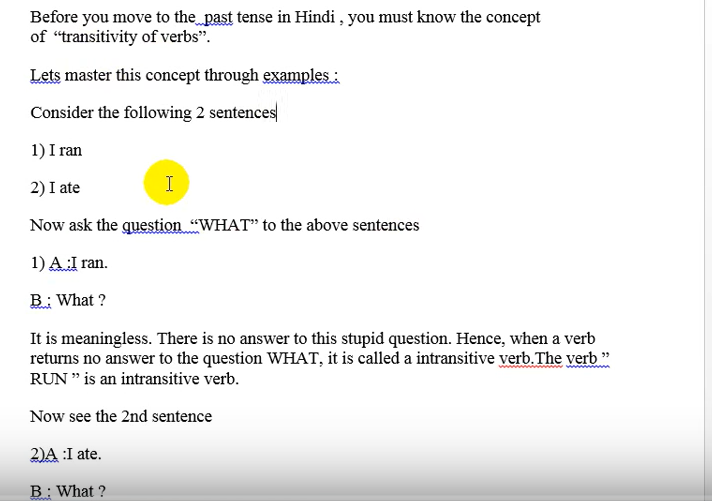 Before you move to the past tense in Hindi , you must know the concept
of “transitivity of verbs”.
Lets master this concept through examples :
Consider the following 2 sentences
1) I ran
2) I ate
Now ask the question “WHAT” to the above sentences
1) A :I ran.
B : What ?
It is meaningless. There is no answer to this stupid question. Hence, when a verb
returns no answer to the question WHAT, it is called a intransitive verb.The verb ”
RUN ” is an intransitive verb.
Now see the 2nd sentence
2)A :I ate.
B : What ?